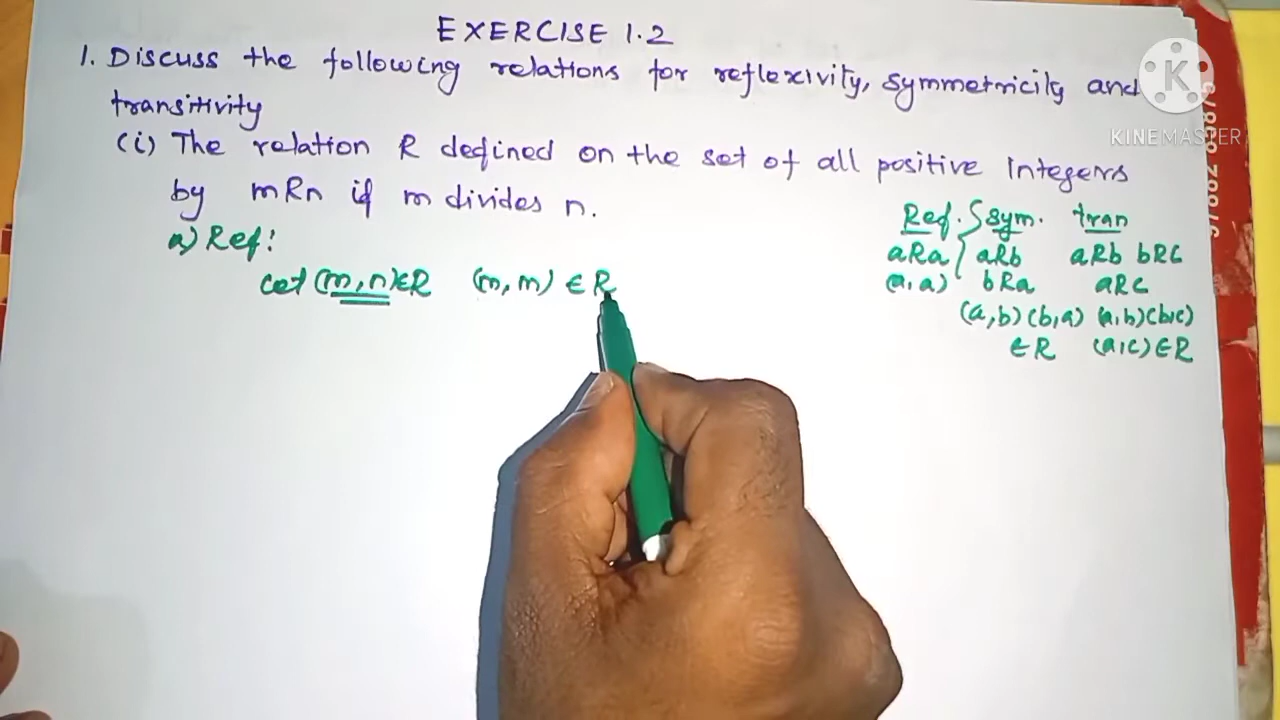 EXERCISE 1.2
1. Discuss the following relations for reflexivity, symmetricity and
transitivity
(i) The relation R defined on the set of all positive Integers
by mRn if m divides n.
a) Ref:
Let (m,n)∈R (m,m) ∈ R
Ref. sym. tran
aRa aRb aRb bRC
(a,a) bRa aRC
(a,b)(b,a) (a,b)(b,c)
∈R (a,c)∈R
K
KINEMASTER